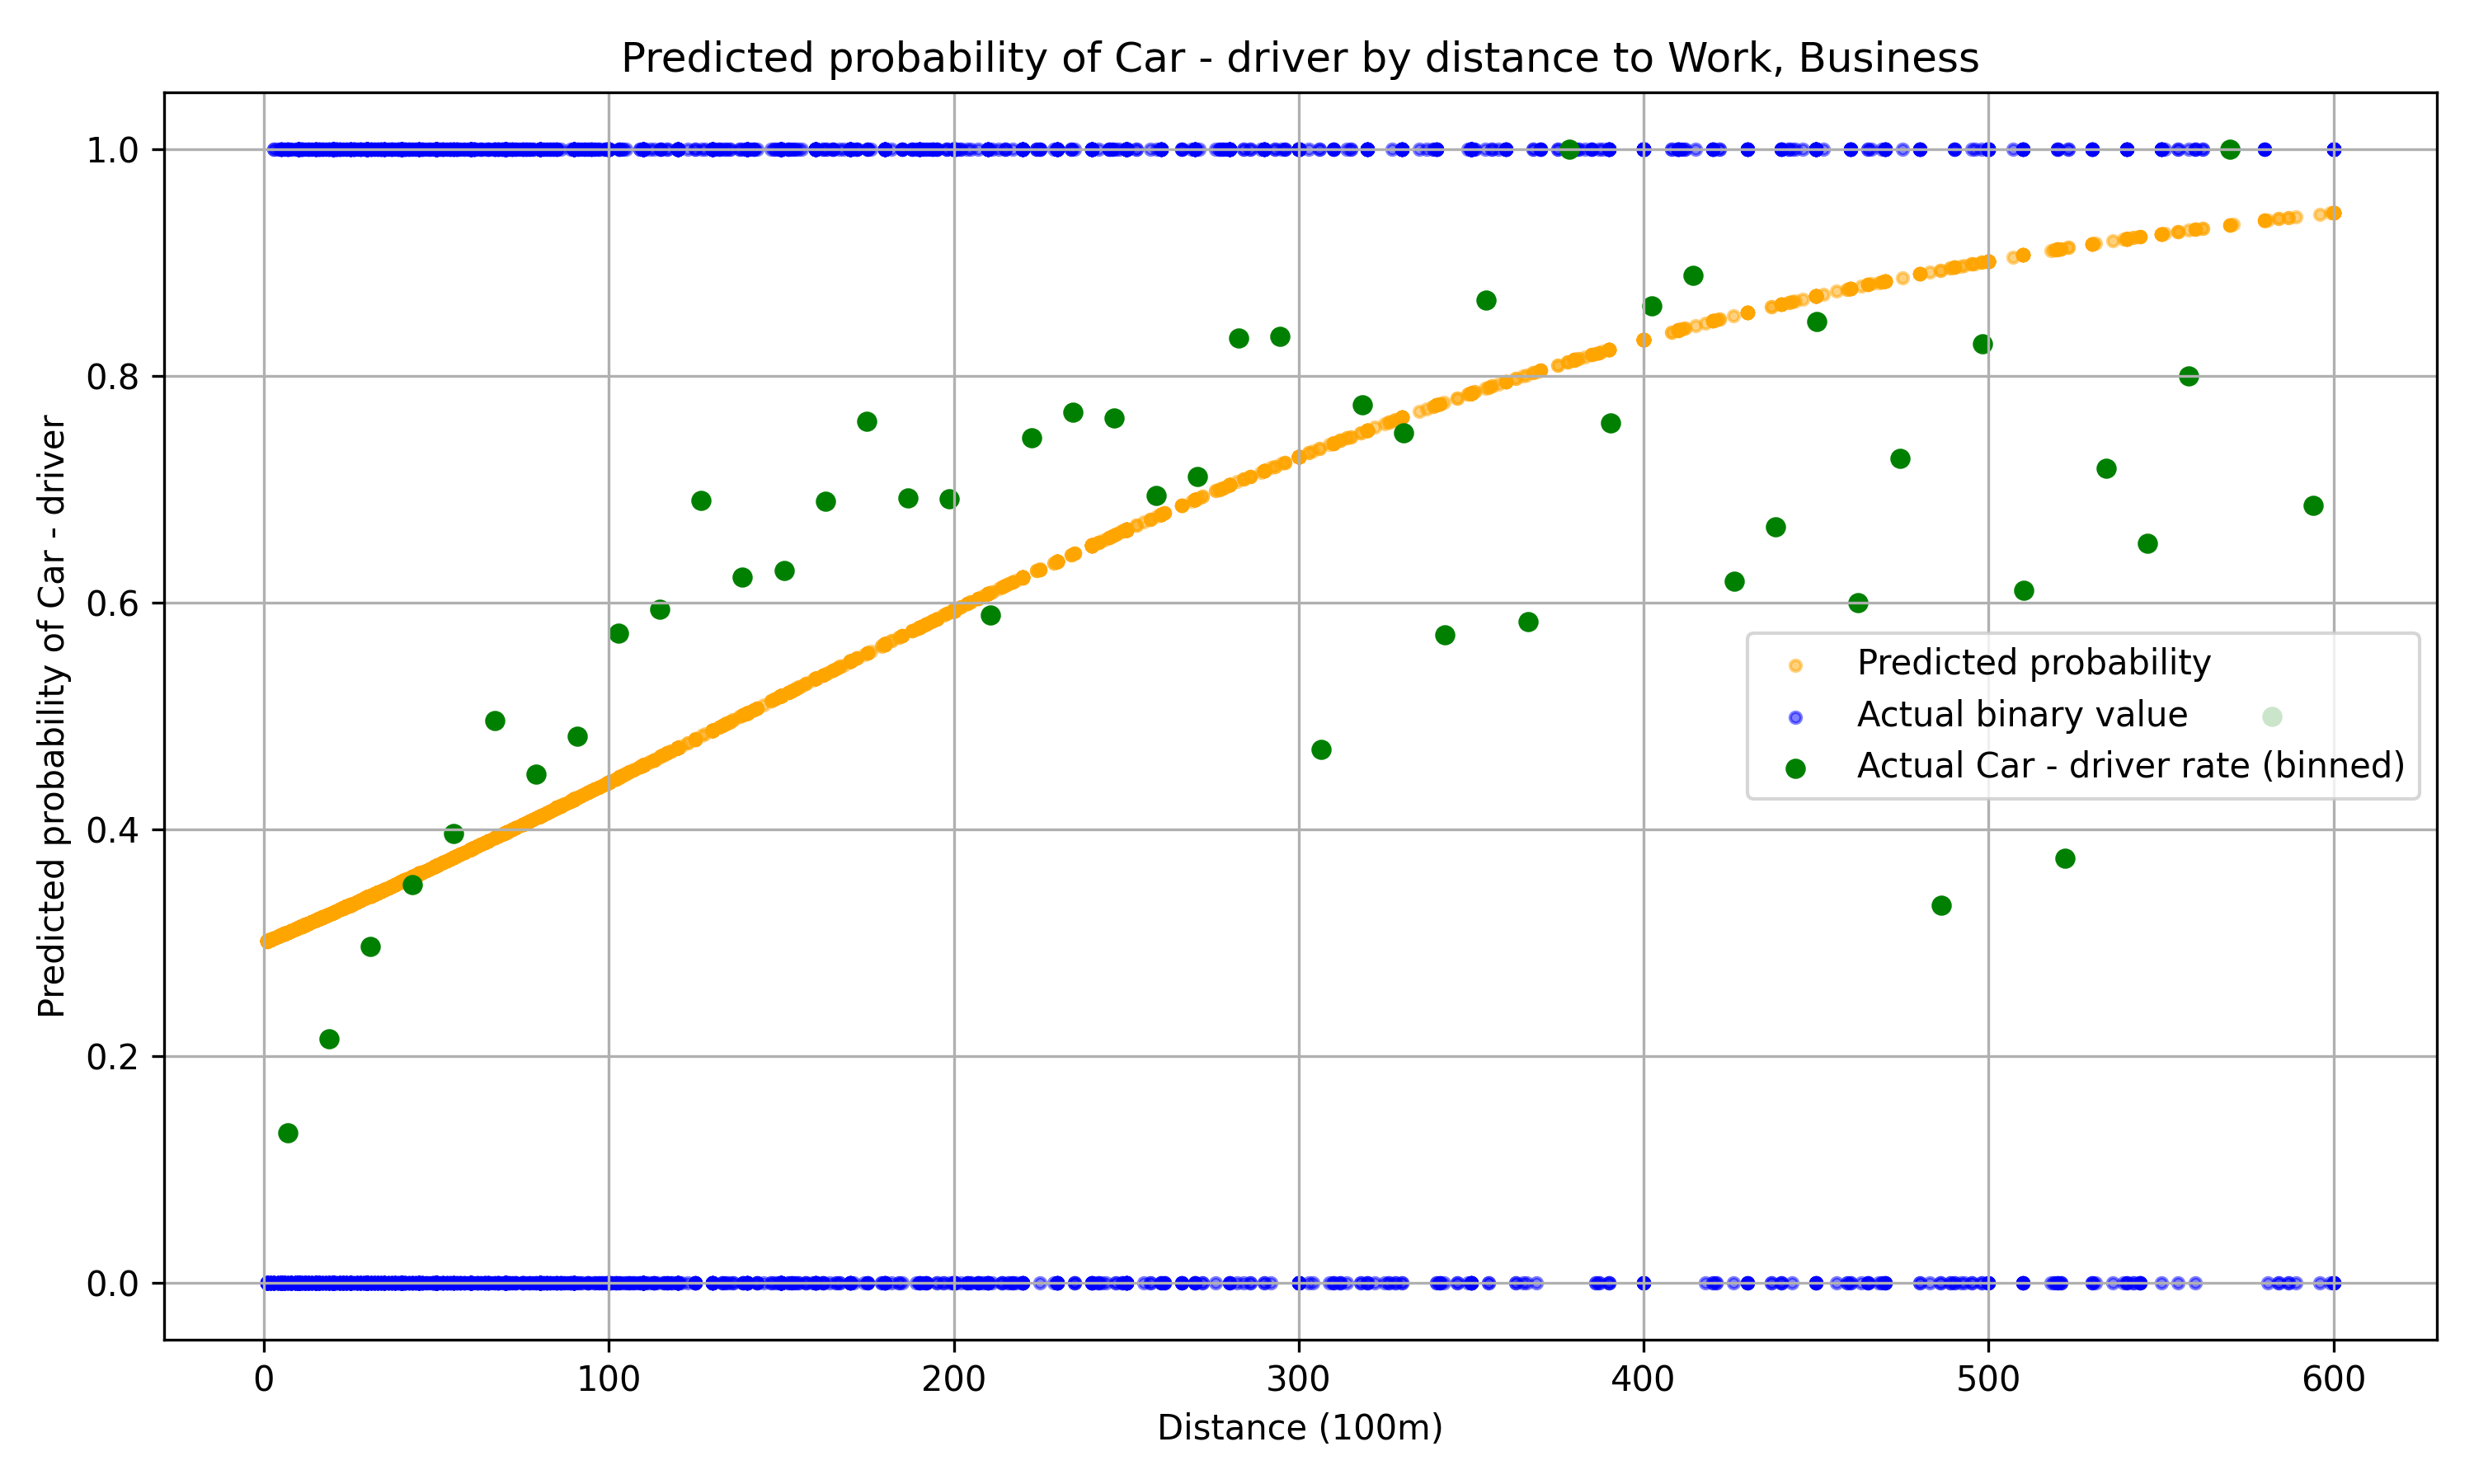 Predicted probability of Car - driver by distance to Work, Business
Predicted probability of Car - driver
1.0
0.8
0.6
0.4
0.2
0.0
Predicted probability
Actual binary value
Actual Car - driver rate (binned)
0 100 200 300 400 500 600
Distance (100m)